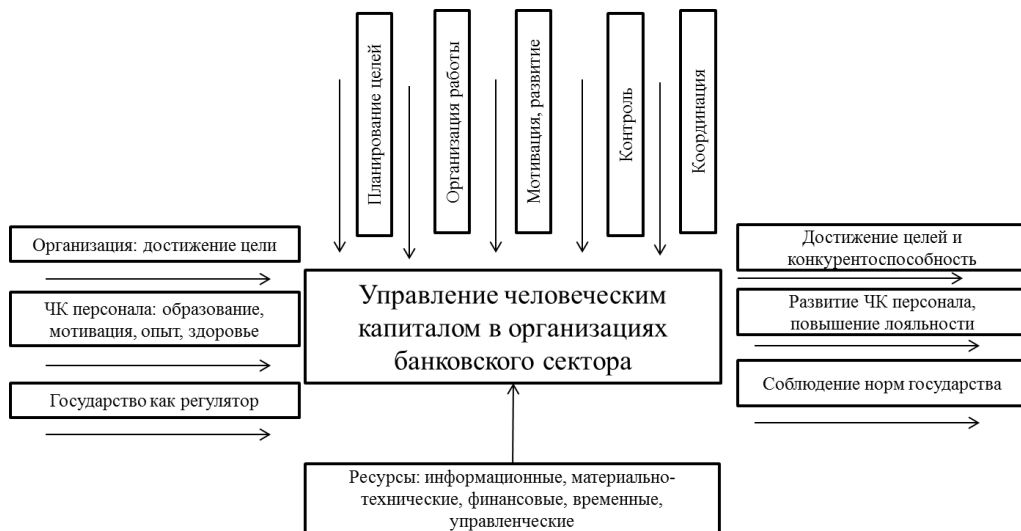 Планирование целей
Организация работы
Мотивация, развитие
Контроль
Координация
Организация: достижение цели
ЧК персонала: образование,
мотивация, опыт, здоровье
Государство как регулятор
Управление человеческим
капиталом в организациях
банковского сектора
Достижение целей и
конкурентоспособность
Развитие ЧК персонала,
повышение лояльности
Соблюдение норм государства
Ресурсы: информационные, материально-
технические, финансовые, временные,
управленческие